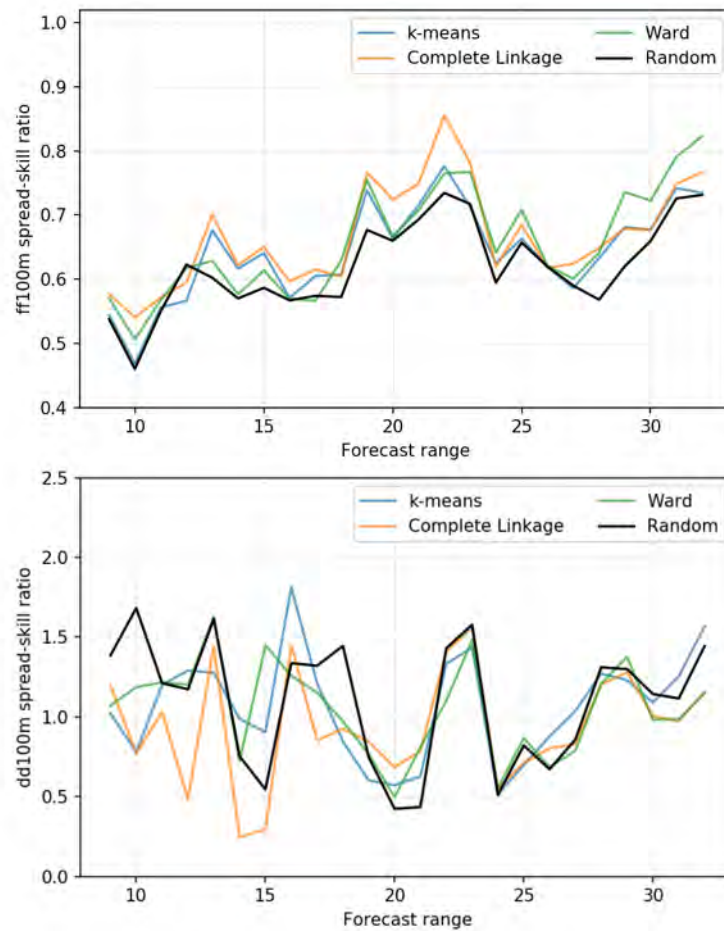 1.0
0.9
0.8
0.7
0.6
0.5
0.4
ff100m spread-skill ratio
k-means
Complete Linkage
Ward
Random
10 15 20 25 30
Forecast range
2.5
2.0
1.5
1.0
0.5
0.0
dd100m spread-skill ratio
k-means
Complete Linkage
Ward
Random
10 15 20 25 30
Forecast range